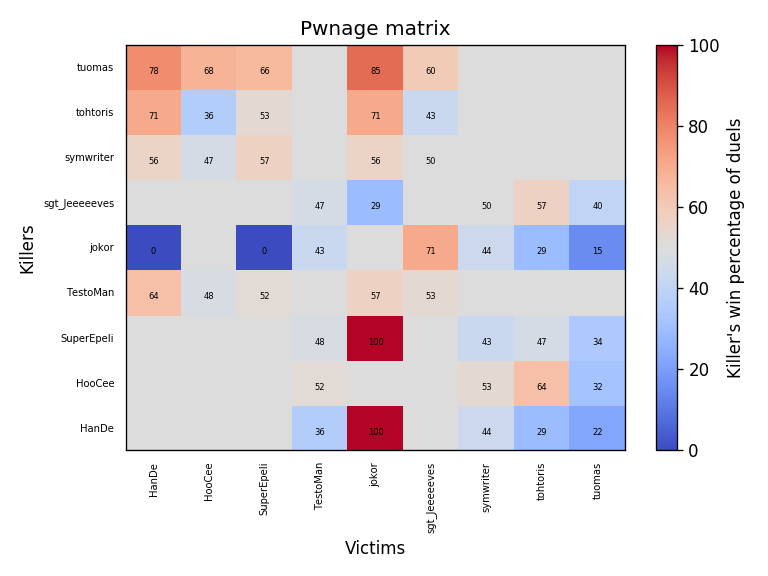 Pwnage matrix
Killers
tuomas 78 68 66 85 60
tohtoris 71 36 53 71 43
symwriter 56 47 57 56 50
sgt_Jeeeeeves 47 29 50 57 40
jokor 0 0 43 71 44 29 15
TestoMan 64 48 52 57 53
SuperEpeli 48 100 43 47 34
HooCee 52 53 64 32
HanDe 36 100 44 29 22
HanDe HooCee SuperEpeli TestoMan jokor sgt_Jeeeeeves symwriter tohtoris tuomas
Victims
100
80
60
40
20
0
Killer's win percentage of duels